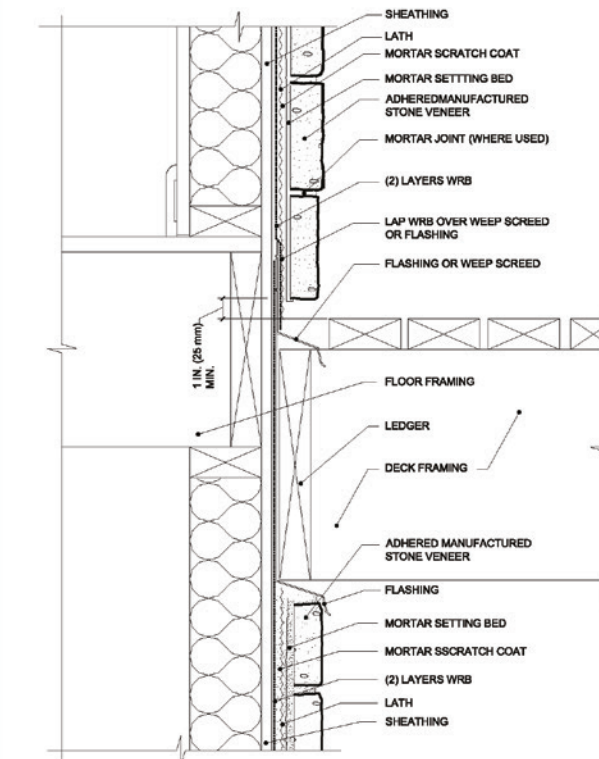 SHEATHING
LATH
MORTAR SCRATCH COAT
MORTAR SETTTING BED
ADHEREDMANUFACTURED
STONE VENEER
MORTAR JOINT (WHERE USED)
(2) LAYERS WRB
LAP WRB OVER WEEP SCREED
OR FLASHING
FLASHING OR WEEP SCREED
1 IN. (25 mm)
MIN.
FLOOR FRAMING
LEDGER
DECK FRAMING
ADHERED MANUFACTURED
STONE VENEER
FLASHING
MORTAR SETTING BED
MORTAR SSCRATCH COAT
(2) LAYERS WRB
LATH
SHEATHING